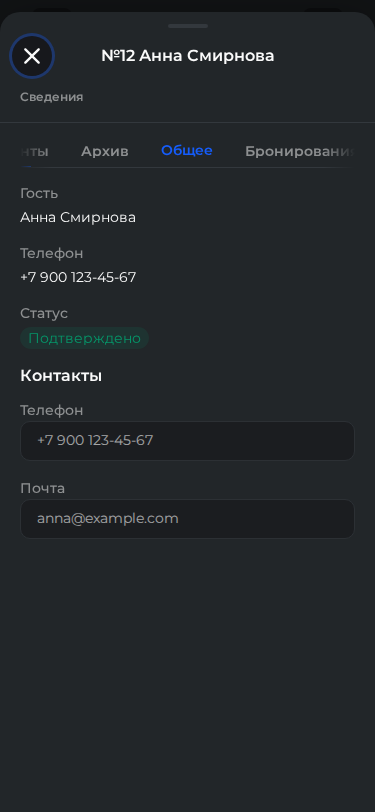 №12 Анна Смирнова
Сведения
Архив Общее
Гость
Анна Смирнова
Телефон
+7 900 123-45-67
Статус
Подтверждено
Контакты
Телефон
+7 900 123-45-67
Почта
anna@example.com